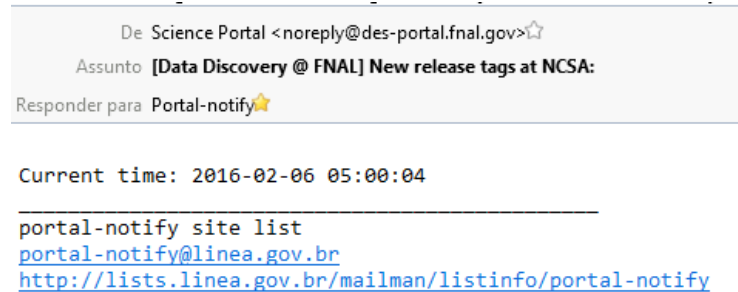 De Science Portal <noreply@des-portal.fnal.gov>
Assunto [Data Discovery @ FNAL] New release tags at NCSA:
Responder para Portal-notify
Current time: 2016-02-06 05:00:04
_______________________________________________
portal-notify site list
portal-notify@linea.gov.br
http://lists.linea.gov.br/mailman/listinfo/portal-notify